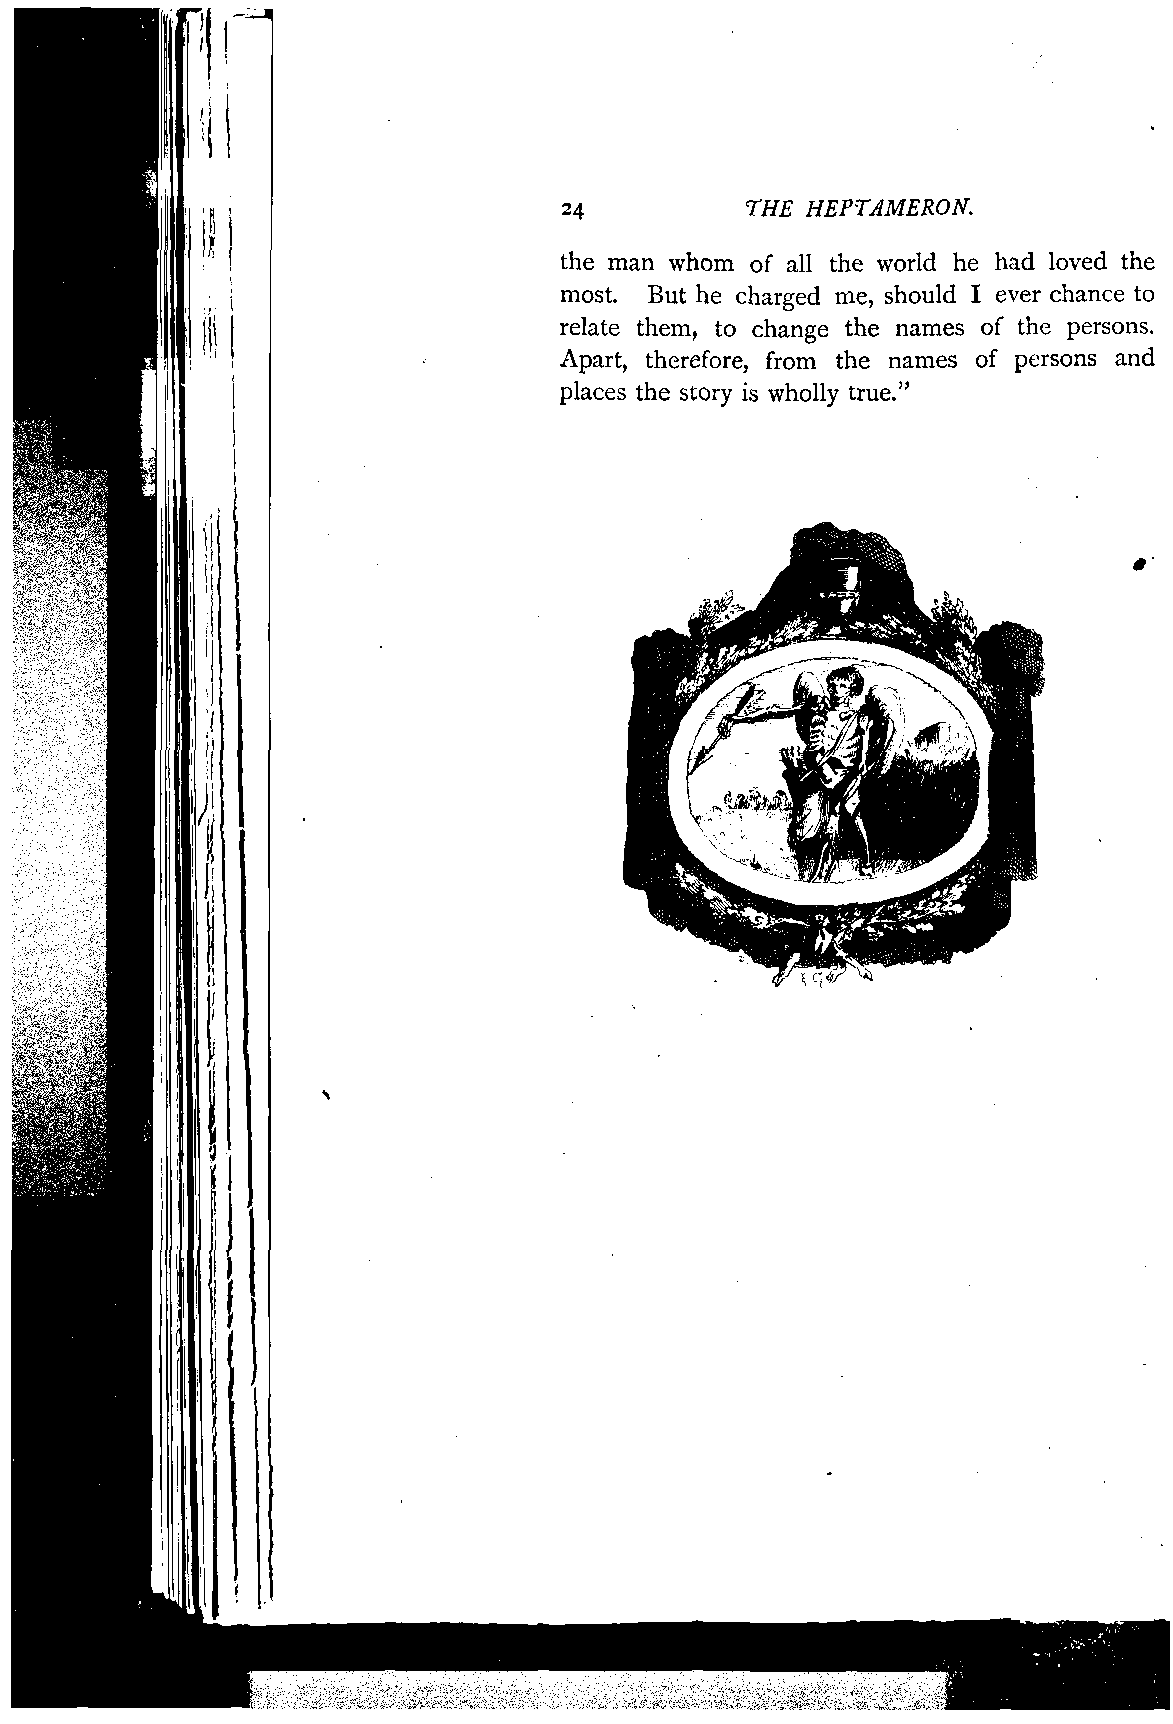 24 THE HEPTAMERON.
the man whom of all the world he had loved the
most. But he charged me, should I ever chance to
relate them, to change the names of the persons.
Apart, therefore, from the names of persons and
places the story is wholly true.”